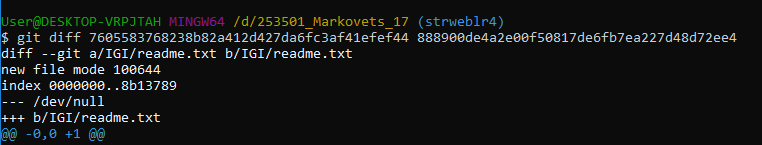 User@DESKTOP-VRPJTAH MINGW64 /d/253501_Markovets_17 (strweblr4)
$ git diff 7605583768238b82a412d427da6fc3af41efef44 888900de4a2e00f50817de6fb7ea227d48d72ee4
diff --git a/IGI/readme.txt b/IGI/readme.txt
new file mode 100644
index 0000000..8b13789
--- /dev/null
+++ b/IGI/readme.txt
@@ -0,0 +1 @@